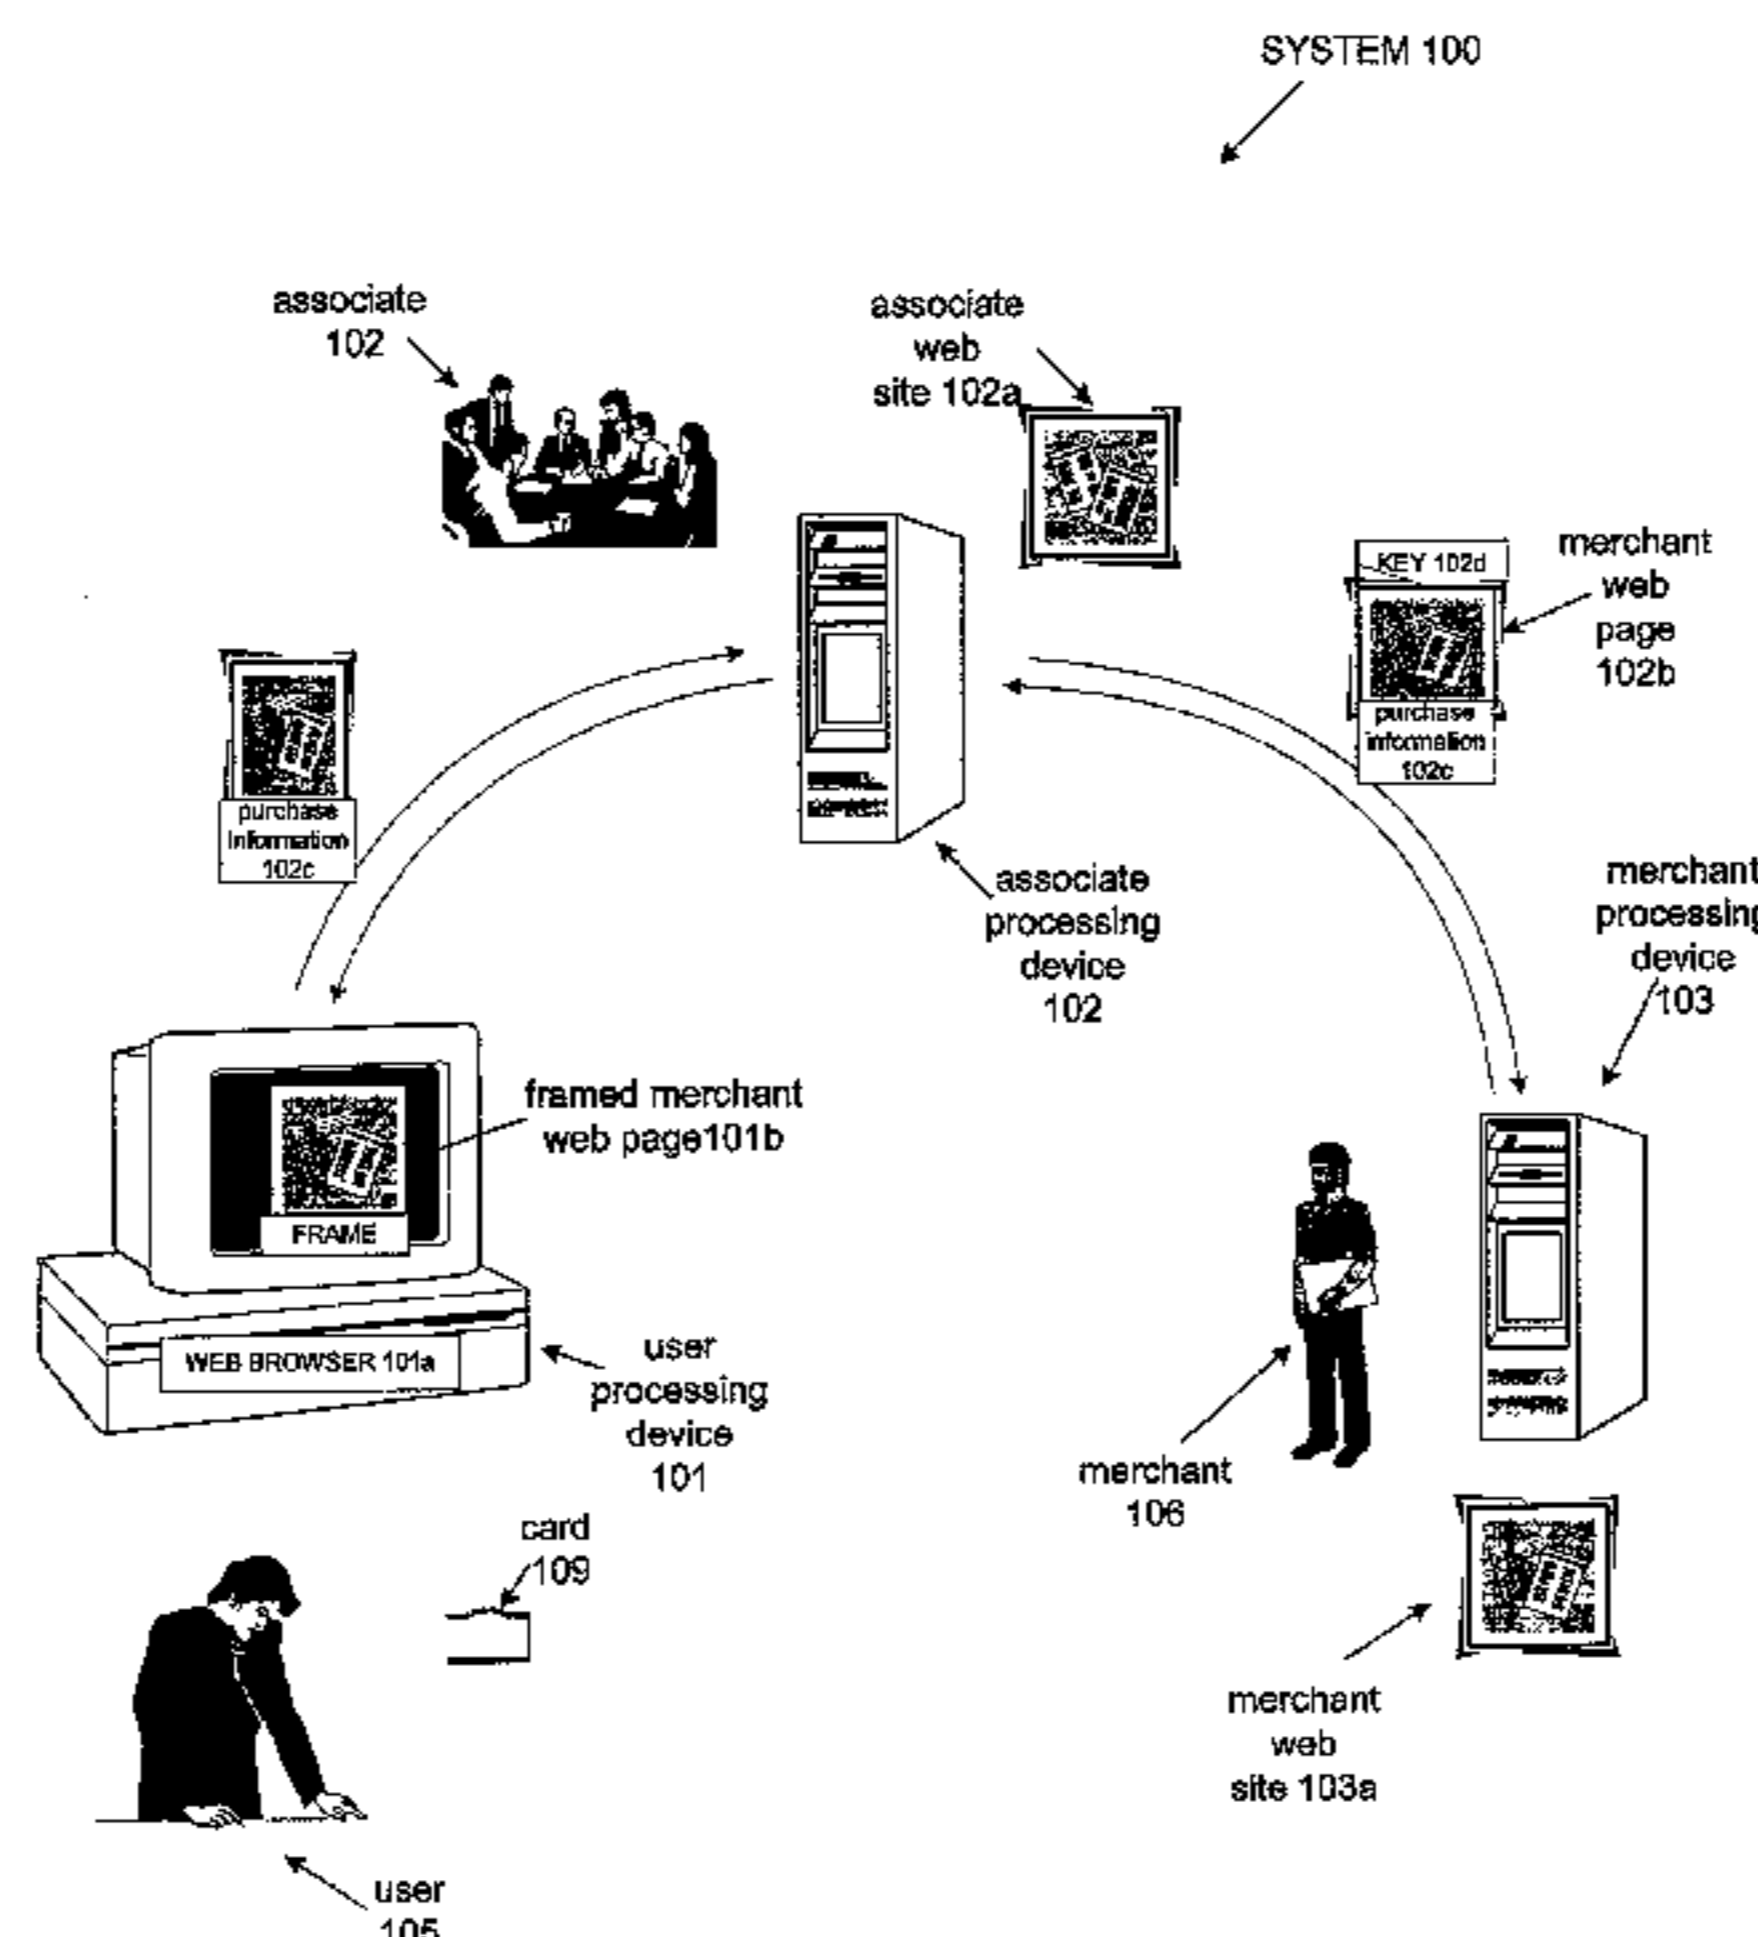 SYSTEM 100
associate
102
associate
web
site 102a
KEY 102d
merchant
web
page
102b
purchase
information
102c
purchase
information
102c
associate
processing
device
102
merchant
processing
device
103
framed merchant
web page101b
FRAME
WEB BROWSER 101a
user
processing
device
101
merchant
106
card
109
merchant
web
site 103a
user
105